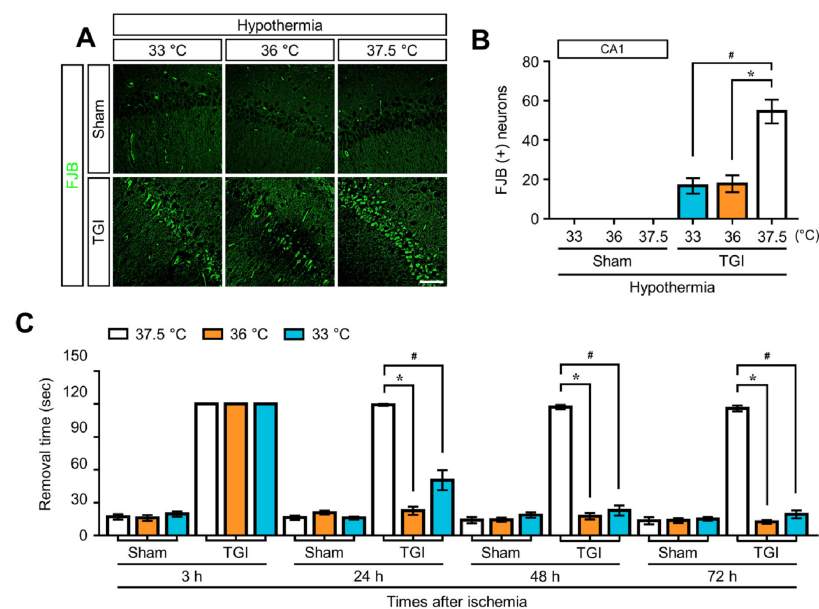 A
Hypothermia
33 °C 36 °C 37.5 °C
FJB
Sham
TGI
B
CA1
#
*
FJB (+) neurons
80
60
40
20
0
33 36 37.5 33 36 37.5 (°C)
Sham TGI
Hypothermia
C
37.5 °C 36 °C 33 °C
Removal time (sec)
150
120
60
30
0
# # #
* * *
Sham TGI Sham TGI Sham TGI Sham TGI
3 h 24 h 48 h 72 h
Times after ischemia